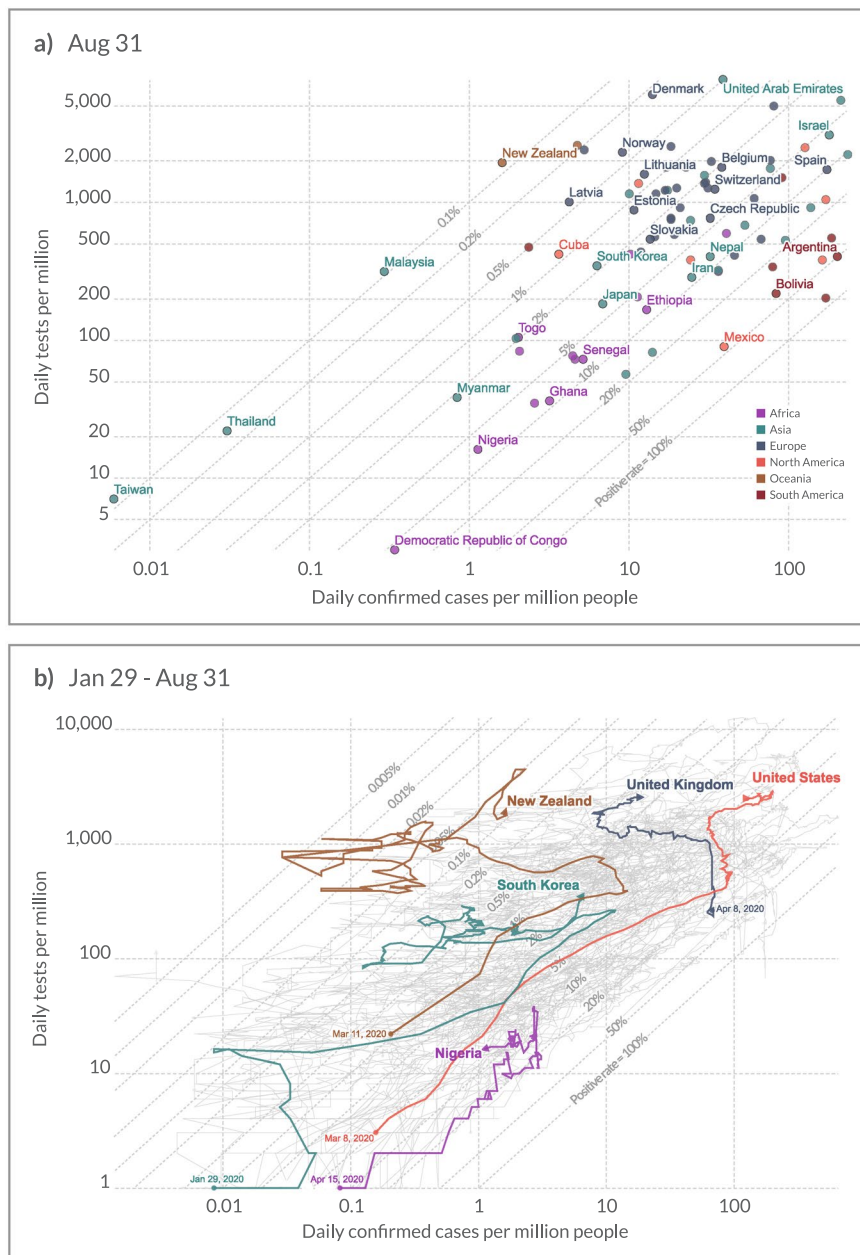 a) Aug 31
Daily tests per million
5,000
2,000
1,000
500
200
100
50
20
10
5
Denmark
United Arab Emirates
Israel
New Zealand
Norway
Lithuania
Belgium
Spain
Switzerland
Latvia
Estonia
Czech Republic
Slovakia
Cuba
South Korea
Nepal
Argentina
Malaysia
Iran
Japan
Ethiopia
Bolivia
Togo
Mexico
Senegal
Myanmar
Ghana
Thailand
Nigeria
Taiwan
Democratic Republic of Congo
0.1%
0.2%
0.5%
1%
2%
5%
10%
20%
50%
Positive rate = 100%
Africa
Asia
Europe
North America
Oceania
South America
0.01
0.1
1
10
100
Daily confirmed cases per million people
b) Jan 29 - Aug 31
Daily tests per million
10,000
1,000
100
10
1
0.005%
0.01%
0.02%
0.5%
0.1%
0.2%
0.5%
1%
2%
5%
10%
20%
50%
Positive rate = 100%
United States
United Kingdom
New Zealand
South Korea
Apr 8, 2020
Mar 11, 2020
Nigeria
Mar 8, 2020
Jan 29, 2020
Apr 15, 2020
0.01
0.1
1
10
100
Daily confirmed cases per million people